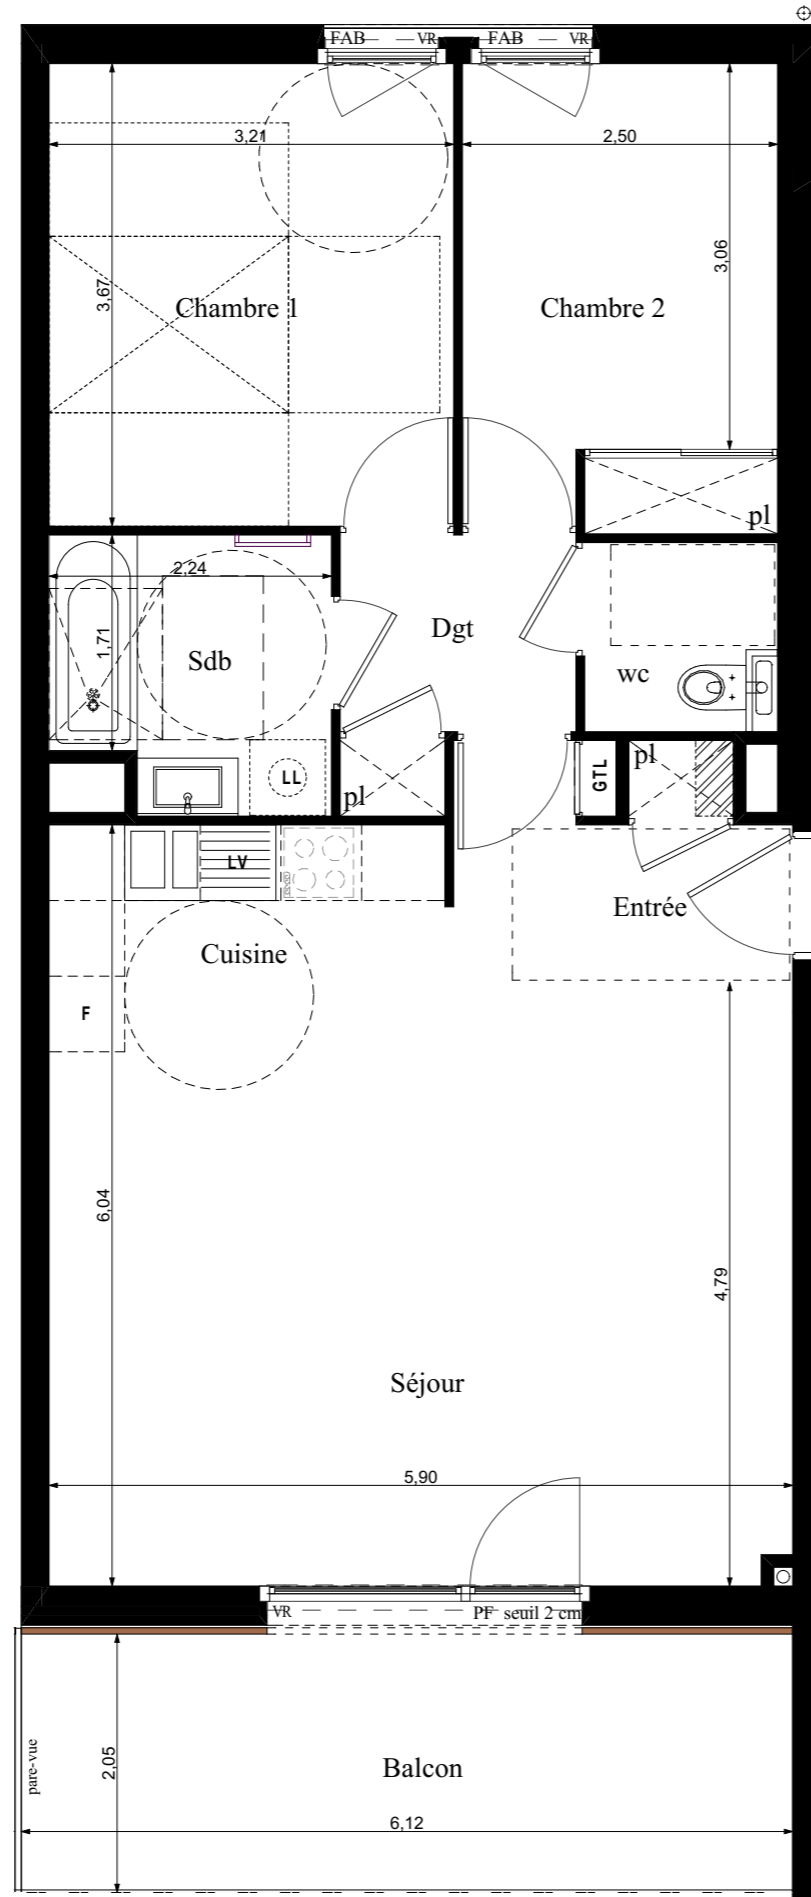 FAB VR FAB VR
3,21 2,50
3,06
3,67
Chambre 1 Chambre 2
pl
2,24
1,71
Dgt
Sdb
wc
LL
pl
GTL
pl
LV
Entrée
Cuisine
F
6,04
4,79
Séjour
5,90
VR PF seuil 2 cm
pare-vue
2,05
Balcon
6,12